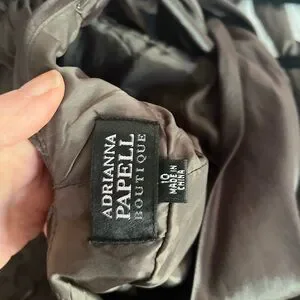 ADRIANNA
PAPELL
BOUTIQUE
10
MADE IN
CHINA